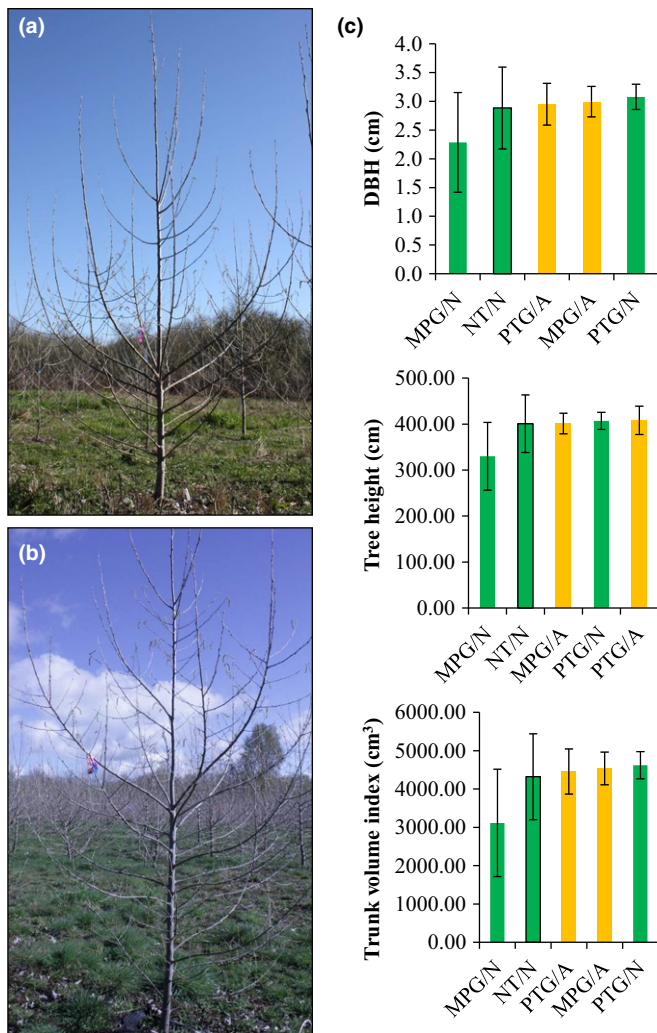 (a)
(b)
(c)
DBH (cm)
4.0
3.5
3.0
2.5
2.0
1.5
1.0
0.5
0.0
MPG/N
NT/N
PTG/A
MPG/A
PTG/N
Tree height (cm)
500.00
400.00
300.00
200.00
100.00
0.00
MPG/N
NT/N
MPG/A
PTG/N
PTG/A
Trunk volume index (cm³)
6000.00
5000.00
4000.00
3000.00
2000.00
1000.00
0.00
MPG/N
NT/N
PTG/A
MPG/A
PTG/N